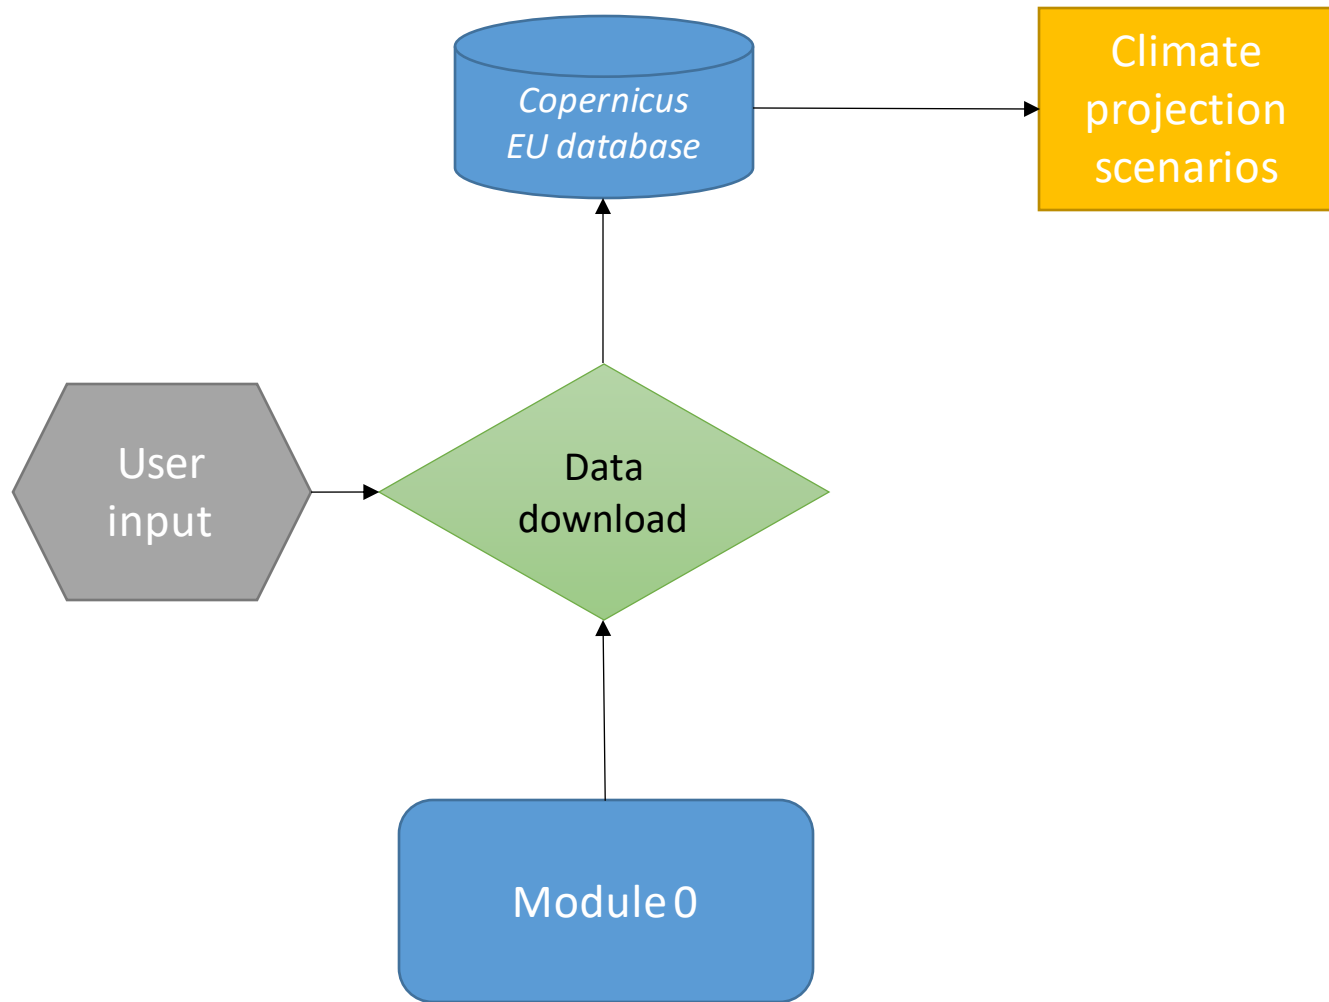 Copernicus
EU database
Climate
projection
scenarios
User
input
Data
download
Module 0